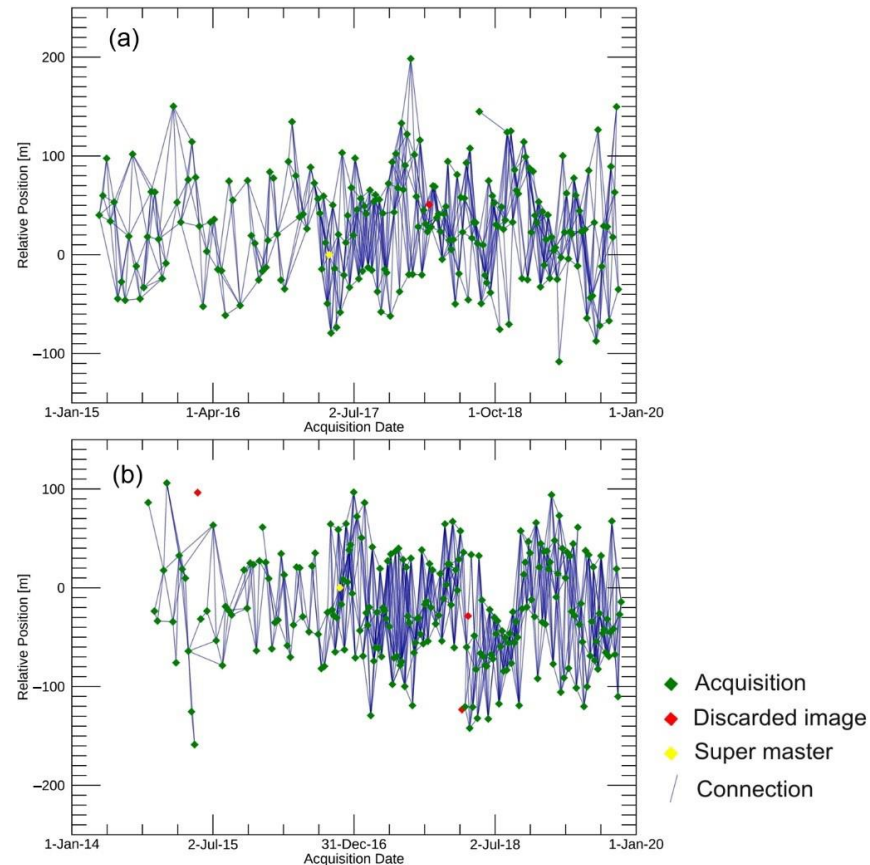 (a)
200
100
0
−100
Relative Position [m]
1-Jan-15 1-Apr-16 2-Jul-17 1-Oct-18 1-Jan-20
Acquisition Date
(b)
100
0
−100
−200
Relative Position [m]
1-Jan-14 2-Jul-15 31-Dec-16 2-Jul-18 1-Jan-20
Acquisition Date
Acquisition
Discarded image
Super master
Connection